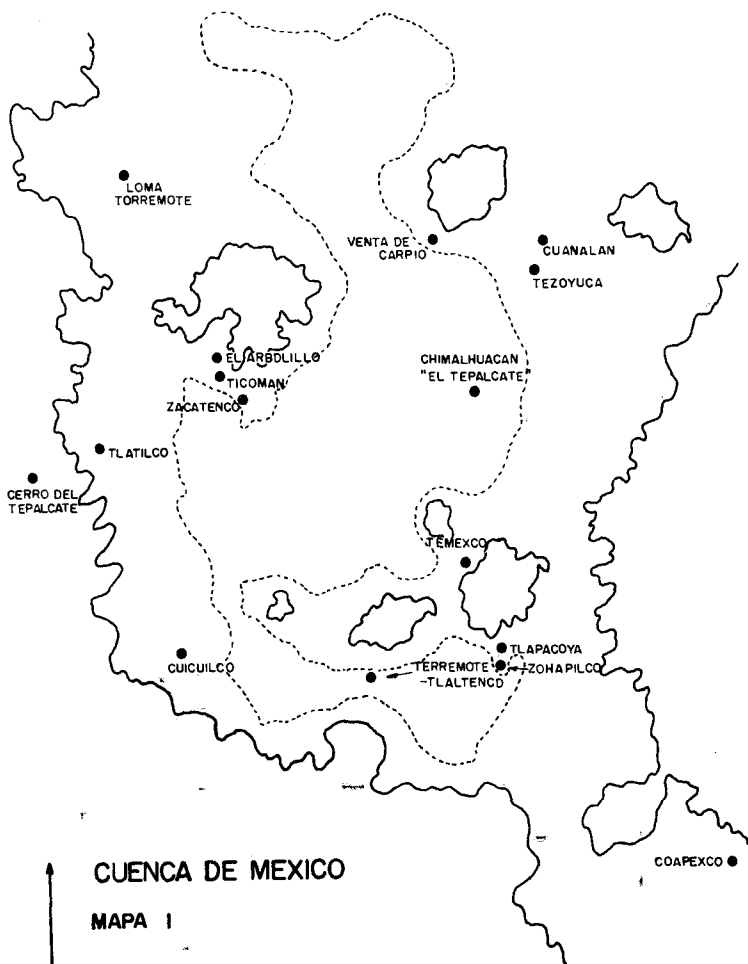 LOMA
TORREMOTE
VENTA DE
CARPIO
CUANALAN
TEZOYUCA
EL ARBOLILLO
TICOMAN
ZACATENCO
CHIMALHUACAN
"EL TEPALCATE"
TLATILCO
CERRO DEL
TEPALCATE
TEMEXCO
CUICUILCO
TLAPACOYA
ZOHAPILCO
TERREMOTE
-TLALTENCO
COAPEXCO
CUENCA DE MEXICO
MAPA I